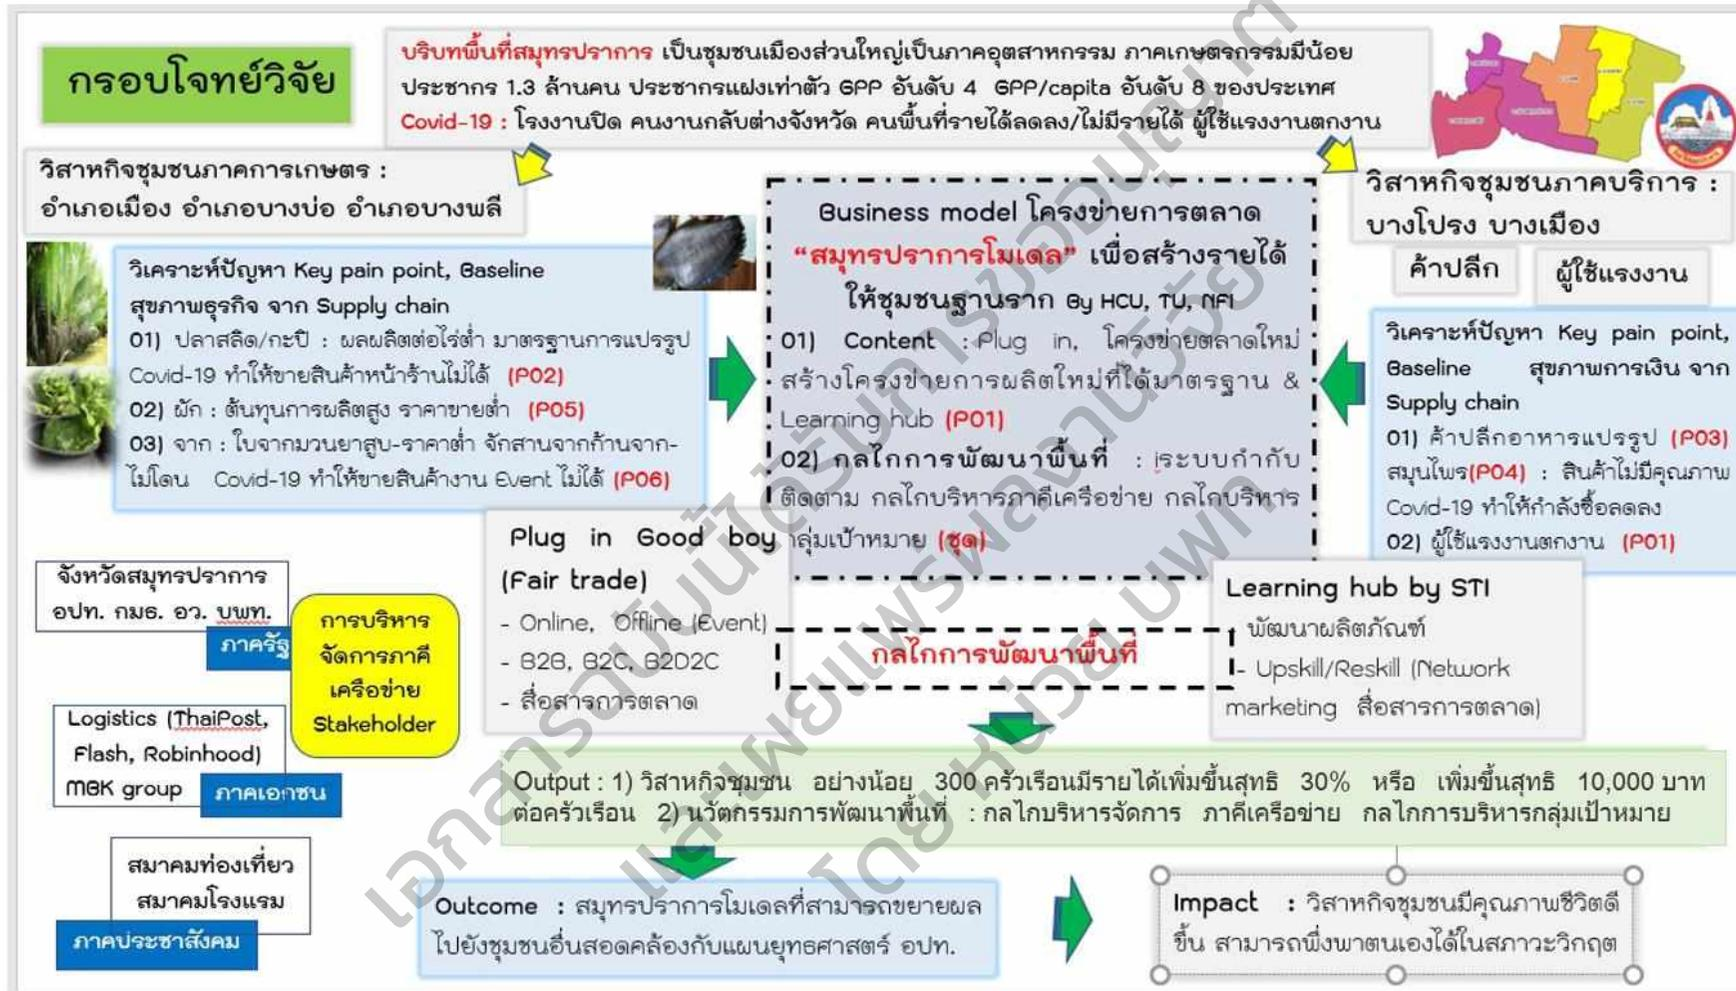 กรอบโจทย์วิจัย
บริบทพื้นที่สมุทรปราการ เป็นชุมชนเมืองส่วนใหญ่เป็นภาคอุตสาหกรรม ภาคเกษตรกรรมมีน้อย
ประชากร 1.3 ล้านคน ประชากรแฝงเท่าตัว GPP อันดับ 4 GPP/capita อันดับ 8 ของประเทศ
Covid-19 : โรงงานปิด คนงานกลับต่างจังหวัด คนพื้นที่รายได้ลดลง/ไม่มีรายได้ ผู้ใช้แรงงานตกงาน
วิสาหกิจชุมชนภาคการเกษตร :
อำเภอเมือง อำเภอบางบ่อ อำเภอบางพลี
วิเคราะห์ปัญหา Key pain point, Baseline
สุขภาพธุรกิจ จาก Supply chain
01) ปลาสลิด/กะปิ : ผลผลิตต่อไร่ต่ำ มาตรฐานการแปรรูป
Covid-19 ทำให้ขายสินค้าหน้าร้านไม่ได้ (P02)
02) ผัก : ต้นทุนการผลิตสูง ราคาขายต่ำ (P05)
03) จาก : ใบจากมวนยาสูบ-ราคาต่ำ จักสานจากก้านจาก-
ไม่โดน Covid-19 ทำให้ขายสินค้างาน Event ไม่ได้ (P06)
Business model โครงข่ายการตลาด
“สมุทรปราการโมเดล” เพื่อสร้างรายได้
ให้ชุมชนฐานราก By HCU, TU, NFI
01) Content : Plug in, โครงข่ายตลาดใหม่
สร้างโครงข่ายการผลิตใหม่ที่ได้มาตรฐาน &
Learning hub (P01)
02) กลไกการพัฒนาพื้นที่ : ระบบกำกับ
ติดตาม กลไกบริหารภาคีเครือข่าย กลไกบริหาร
กลุ่มเป้าหมาย (ชุด)
วิสาหกิจชุมชนภาคบริการ :
บางโปรง บางเมือง
ค้าปลีก
ผู้ใช้แรงงาน
วิเคราะห์ปัญหา Key pain point,
Baseline สุขภาพการเงิน จาก
Supply chain
01) ค้าปลีกอาหารแปรรูป (P03)
สมุนไพร(P04) : สินค้าไม่มีคุณภาพ
Covid-19 ทำให้กำลังซื้อลดลง
02) ผู้ใช้แรงงานตกงาน (P01)
Plug in Good boy
(Fair trade)
- Online, Offline (Event)
- B2B, B2C, B2D2C
- สื่อสารการตลาด
กลไกการพัฒนาพื้นที่
Learning hub by STI
- พัฒนาผลิตภัณฑ์
- Upskill/Reskill (Network
marketing สื่อสารการตลาด)
จังหวัดสมุทรปราการ
อปท. กมธ. อว. บพท.
ภาครัฐ
การบริหาร
จัดการภาคี
เครือข่าย
Stakeholder
Logistics (ThaiPost,
Flash, Robinhood)
MBK group
ภาคเอกชน
สมาคมท่องเที่ยว
สมาคมโรงแรม
ภาคประชาสังคม
Output : 1) วิสาหกิจชุมชน อย่างน้อย 300 ครัวเรือนมีรายได้เพิ่มขึ้นสุทธิ 30% หรือ เพิ่มขึ้นสุทธิ 10,000 บาท
ต่อครัวเรือน 2) นวัตกรรมการพัฒนาพื้นที่ : กลไกบริหารจัดการ ภาคีเครือข่าย กลไกการบริหารกลุ่มเป้าหมาย
Outcome : สมุทรปราการโมเดลที่สามารถขยายผล
ไปยังชุมชนอื่นสอดคล้องกับแผนยุทธศาสตร์ อปท.
Impact : วิสาหกิจชุมชนมีคุณภาพชีวิตดี
ขึ้น สามารถพึ่งพาตนเองได้ในสภาวะวิกฤต
เอกสารฉบับนี้ได้รับการขออนุญาต
และเผยแพร่ผลงานวิจัย
โดย หน่วย บพท.